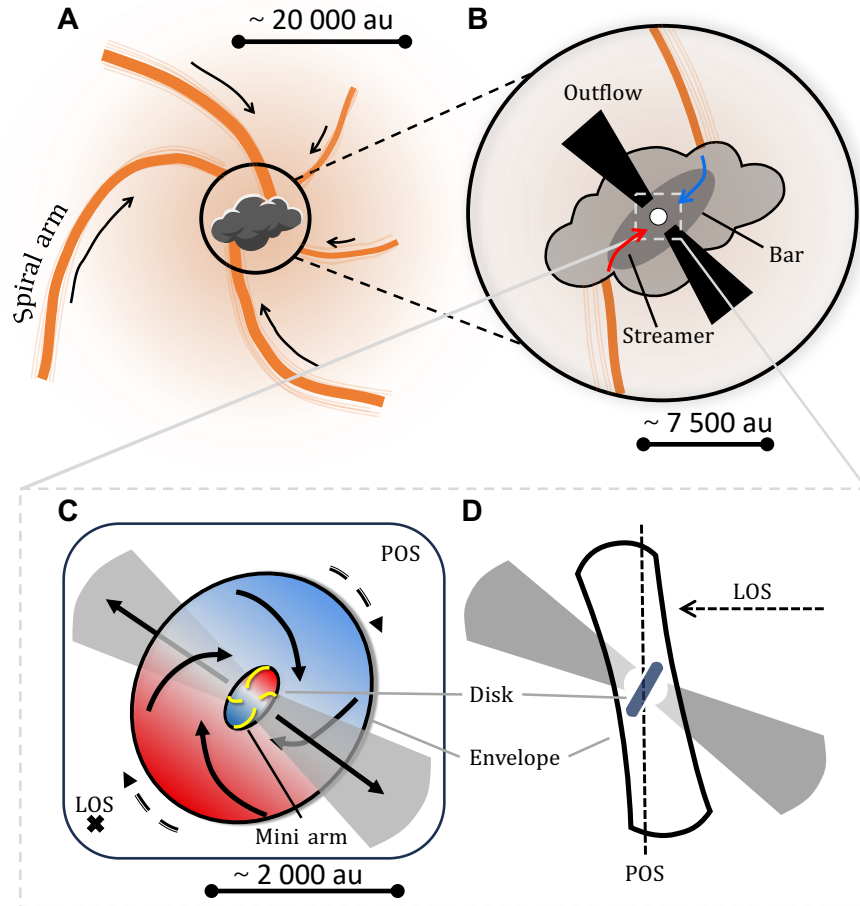 A
~ 20 000 au
B
Outflow
Spiral arm
Bar
Streamer
~ 7 500 au
C
POS
D
LOS
Disk
Envelope
LOS
Mini arm
POS
~ 2 000 au